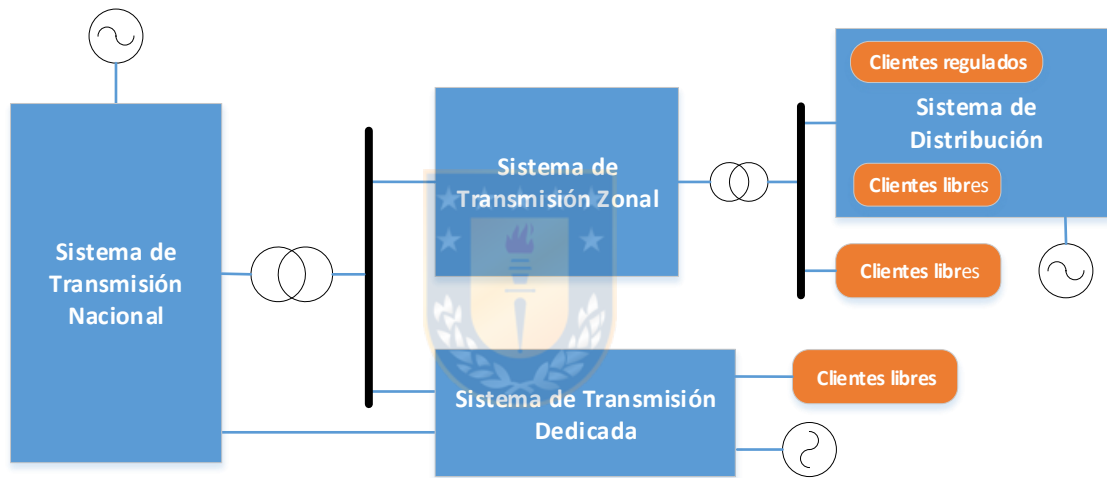 Sistema de
Transmisión
Nacional
Sistema de
Transmisión Zonal
Sistema de Transmisión
Dedicada
Clientes regulados
Sistema de
Distribución
Clientes libres
Clientes libres
Clientes libres